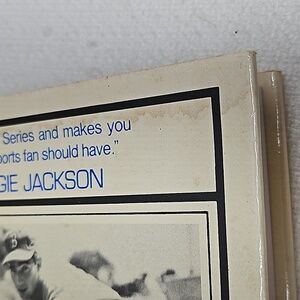 Series and makes you
ports fan should have."
GIE JACKSON